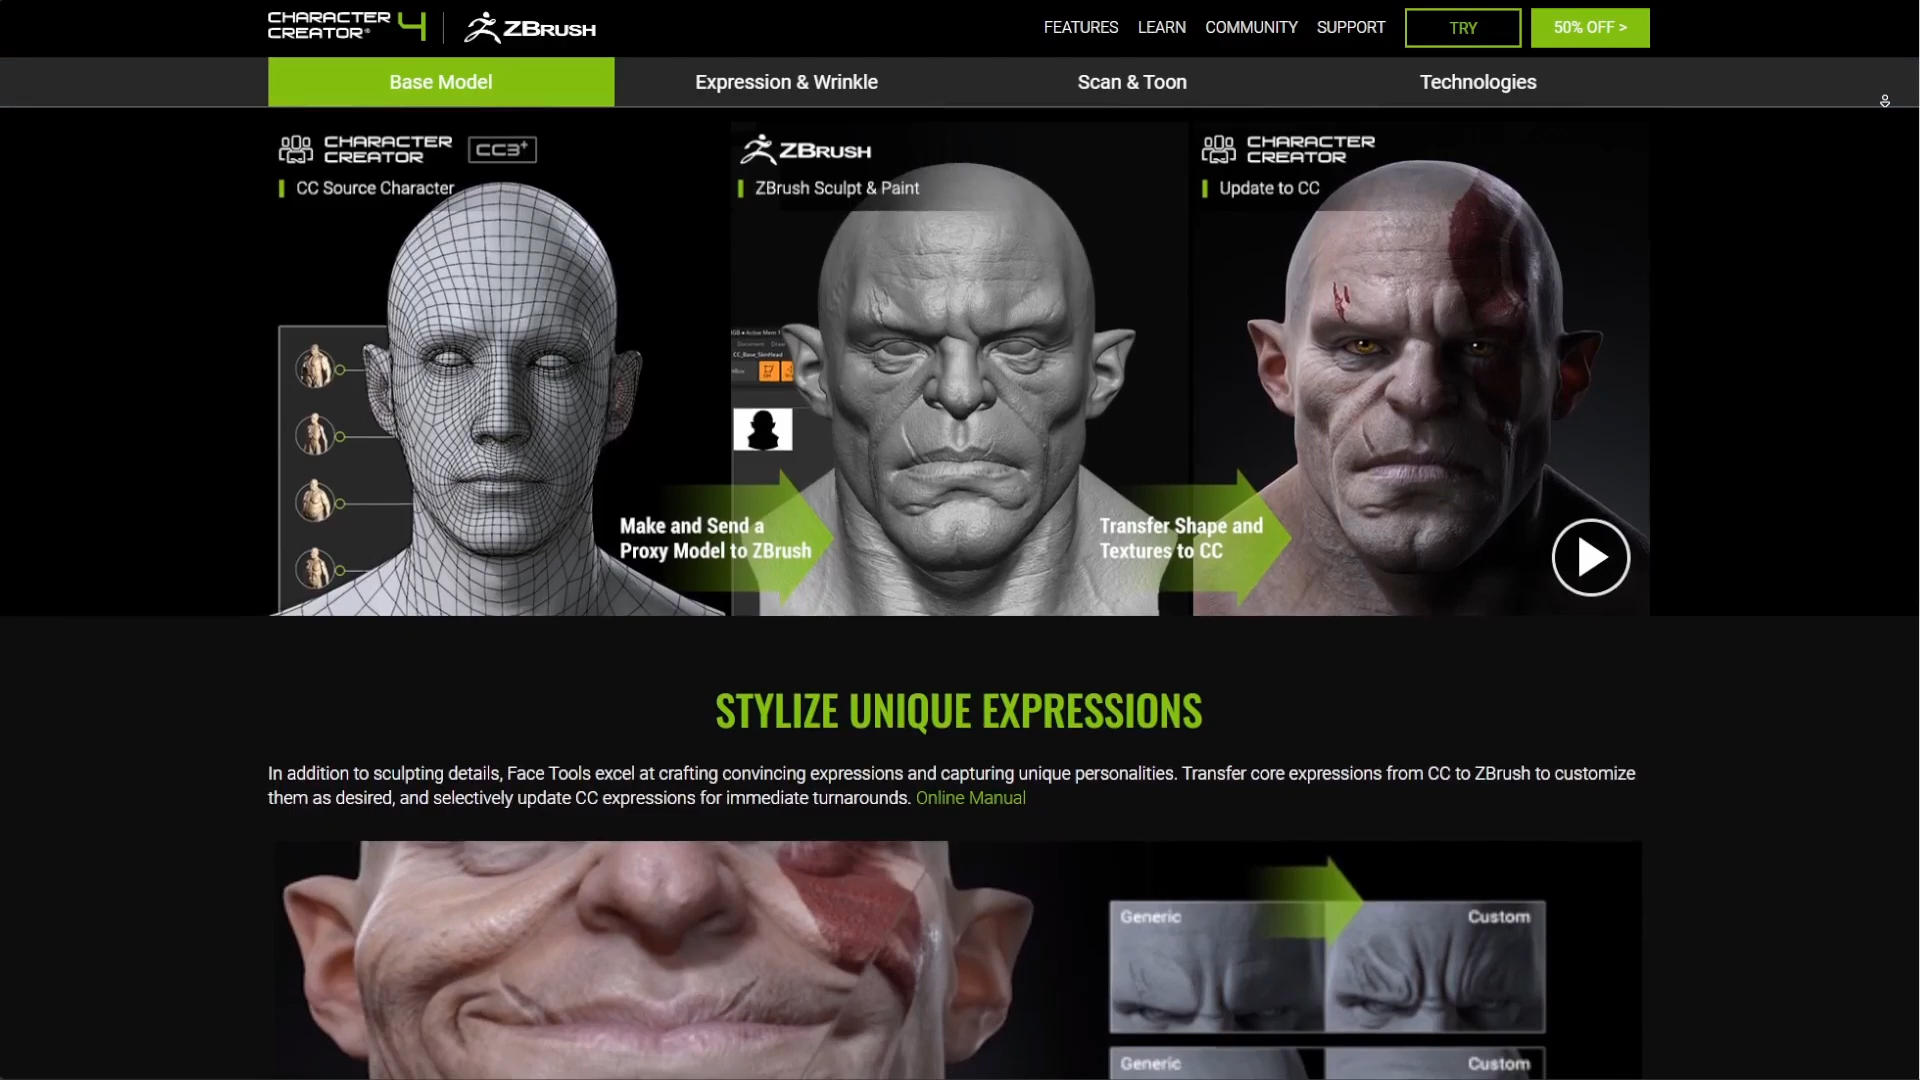 CHARACTER
CREATOR® 4
ZBRUSH
FEATURES LEARN COMMUNITY SUPPORT TRY 50% OFF >
Base Model Expression & Wrinkle Scan & Toon Technologies
CHARACTER
CREATOR CC3+
CC Source Character
ZBRUSH
ZBrush Sculpt & Paint
CHARACTER
CREATOR
Update to CC
Document Draw
CC_Base_SkinHead
Make and Send a
Proxy Model to ZBrush
Transfer Shape and
Textures to CC
STYLIZE UNIQUE EXPRESSIONS
In addition to sculpting details, Face Tools excel at crafting convincing expressions and capturing unique personalities. Transfer core expressions from CC to ZBrush to customize
them as desired, and selectively update CC expressions for immediate turnarounds. Online Manual
Generic Custom
Generic Custom